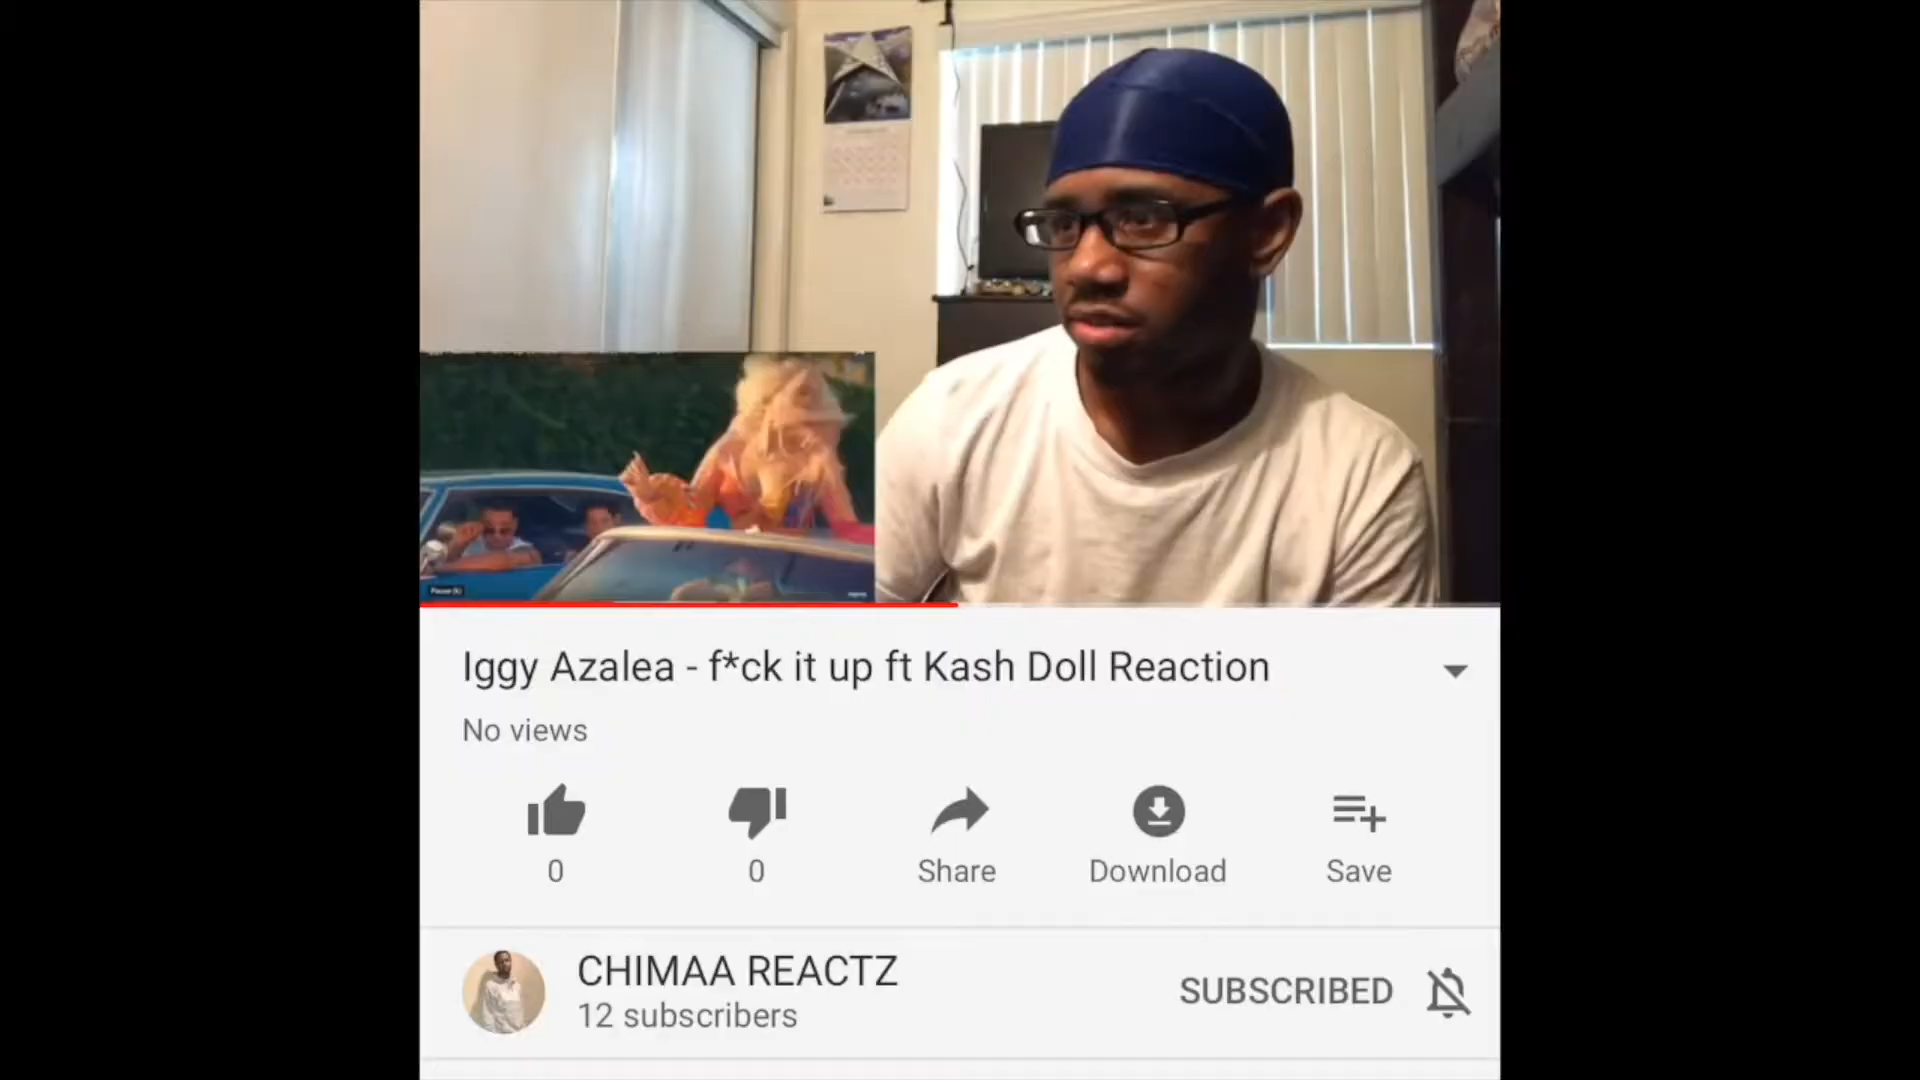 Pause (k)
Iggy Azalea - f*ck it up ft Kash Doll Reaction
No views
0
0
Share
Download
Save
CHIMAA REACTZ
12 subscribers
SUBSCRIBED